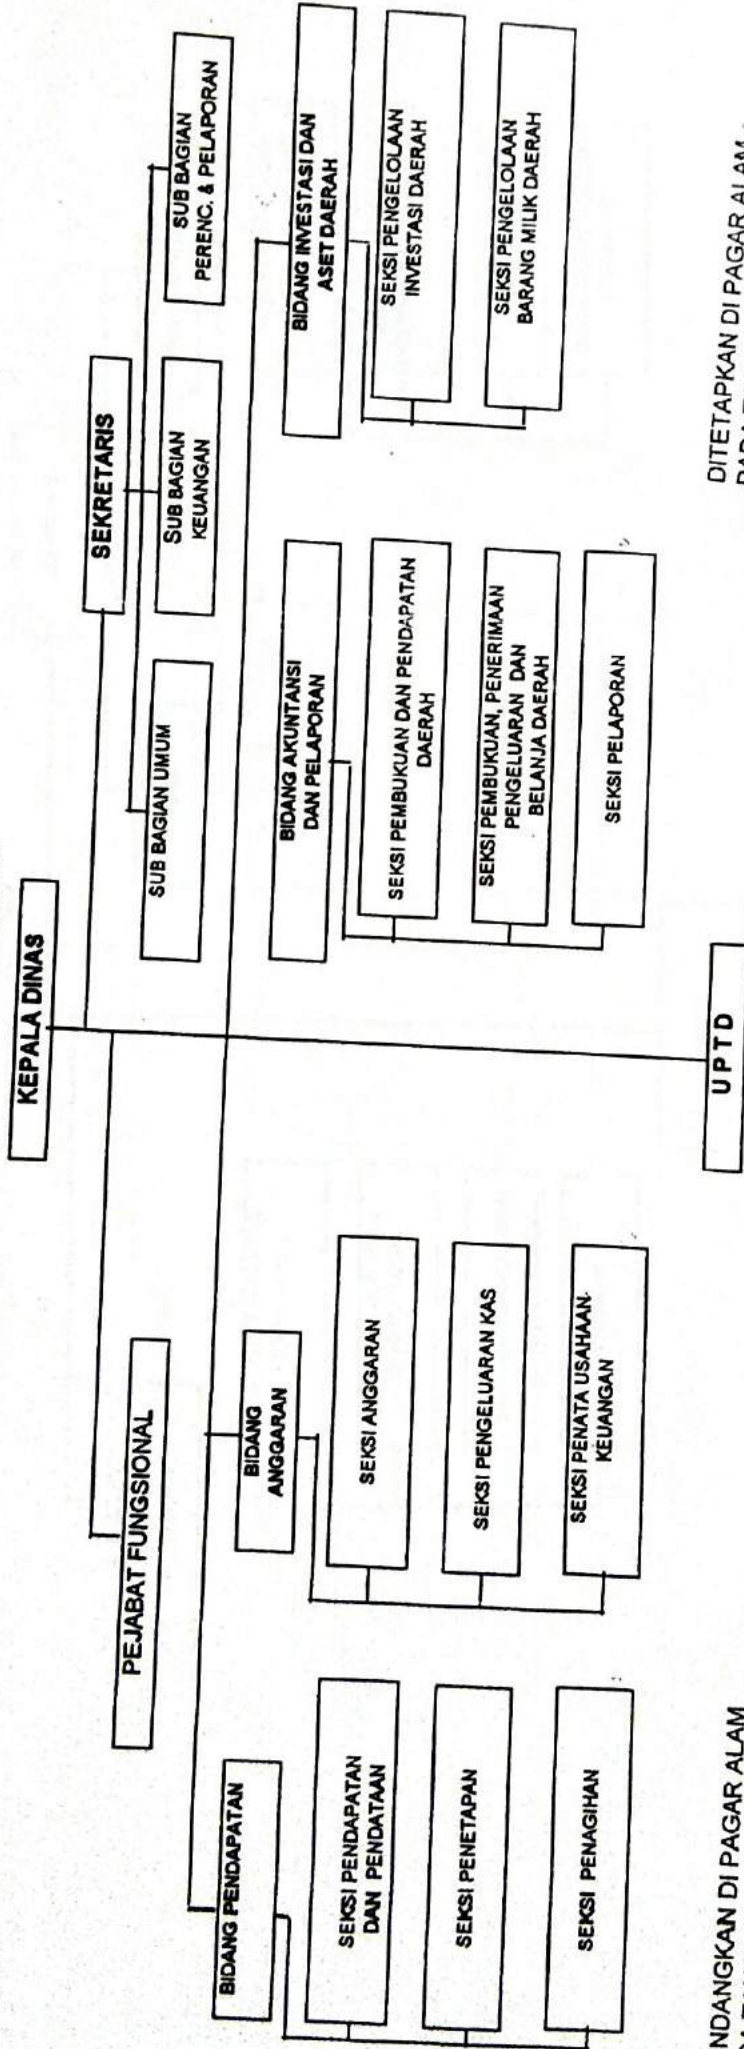 KEPALA DINAS
PEJABAT FUNGSIONAL
SEKRETARIS
SUB BAGIAN UMUM
SUB BAGIAN
KEUANGAN
SUB BAGIAN
PERENC. & PELAPORAN
BIDANG PENDAPATAN
SEKSI PENDAPATAN
DAN PENDATAAN
SEKSI PENETAPAN
SEKSI PENAGIHAN
BIDANG
ANGGARAN
SEKSI ANGGARAN
SEKSI PENGELUARAN KAS
SEKSI PENATA USAHAAN
KEUANGAN
BIDANG AKUNTANSI
DAN PELAPORAN
SEKSI PEMBUKUAN DAN PENDAPATAN
DAERAH
SEKSI PEMBUKUAN, PENERIMAAN
PENGELUARAN DAN
BELANJA DAERAH
SEKSI PELAPORAN
BIDANG INVESTASI DAN
ASET DAERAH
SEKSI PENGELOLAAN
INVESTASI DAERAH
SEKSI PENGELOLAAN
BARANG MILIK DAERAH
UPTD
NDANGKAN DI PAGAR ALAM
DITETAPKAN DI PAGAR ALAM